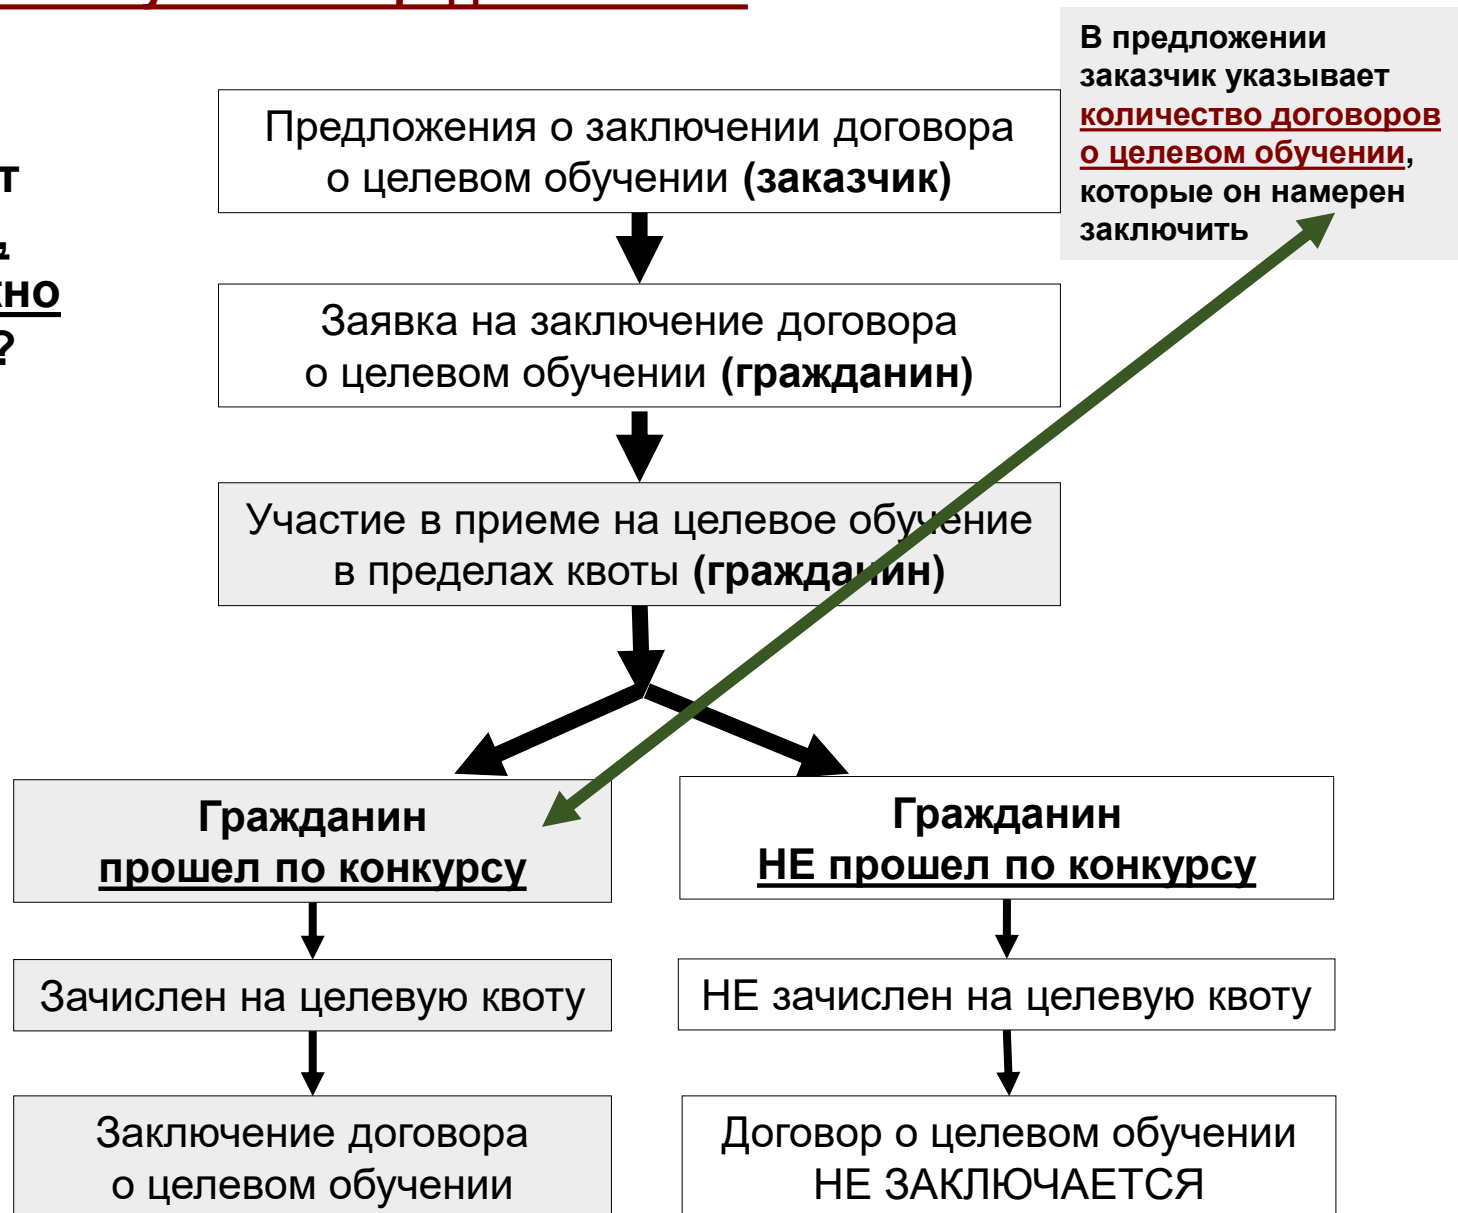 В предложении
заказчик указывает
количество договоров
о целевом обучении,
которые он намерен
заключить
Предложения о заключении договора
о целевом обучении (заказчик)
Заявка на заключение договора
о целевом обучении (гражданин)
Участие в приеме на целевое обучение
в пределах квоты (гражданин)
Гражданин
прошел по конкурсу
Зачислен на целевую квоту
Заключение договора
о целевом обучении
Гражданин
НЕ прошел по конкурсу
НЕ зачислен на целевую квоту
Договор о целевом обучении
НЕ ЗАКЛЮЧАЕТСЯ